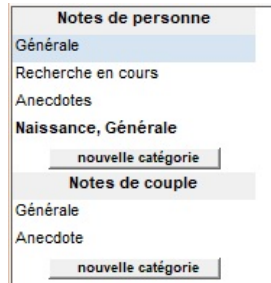 Notes de personne
Générale
Recherche en cours
Anecdotes
Naissance, Générale
nouvelle catégorie
Notes de couple
Générale
Anecdote
nouvelle catégorie